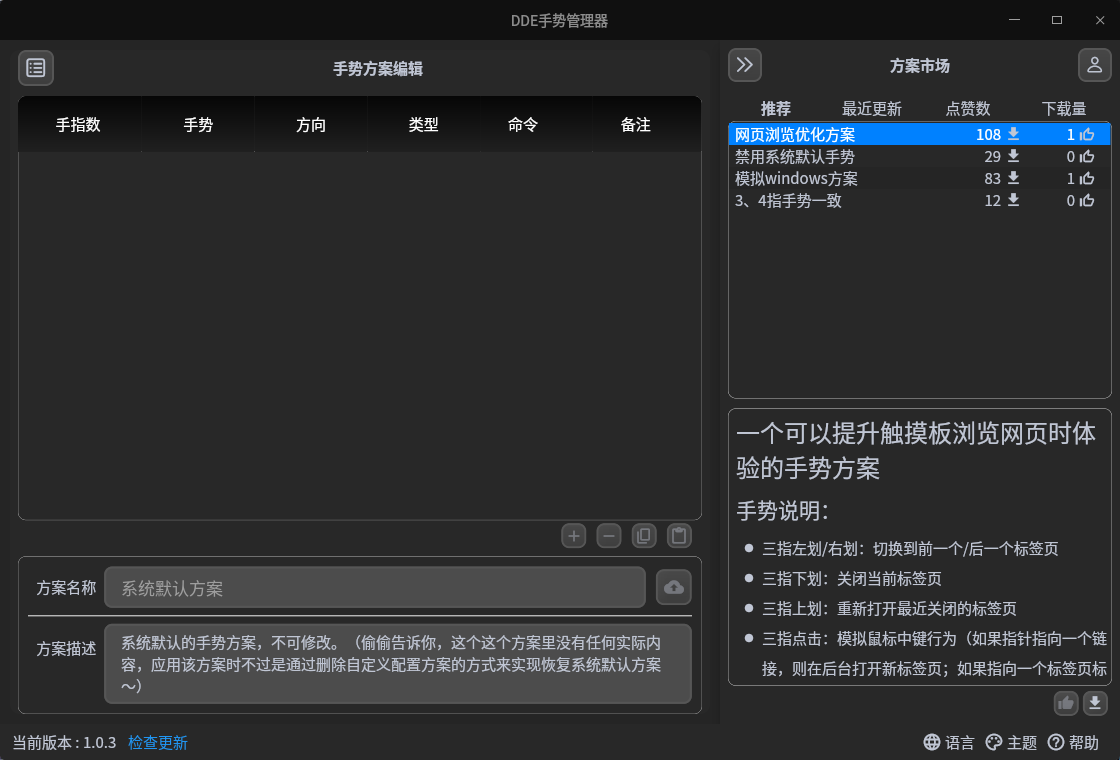 DDE手势管理器
手势方案编辑
手指数 手势 方向 类型 命令 备注
方案名称 系统默认方案
方案描述 系统默认的手势方案，不可修改。（偷偷告诉你，这个这个方案里没有任何实际内
容，应用该方案时不过是通过删除自定义配置方案的方式来实现恢复系统默认方案
～）
方案市场
推荐 最近更新 点赞数 下载量
网页浏览优化方案 108 1
禁用系统默认手势 29 0
模拟windows方案 83 1
3、4指手势一致 12 0
一个可以提升触摸板浏览网页时体
验的手势方案
手势说明：
三指左划/右划：切换到前一个/后一个标签页
三指下划：关闭当前标签页
三指上划：重新打开最近关闭的标签页
三指点击：模拟鼠标中键行为（如果指针指向一个链
接，则在后台打开新标签页；如果指向一个标签页标
当前版本 : 1.0.3 检查更新 语言 主题 帮助